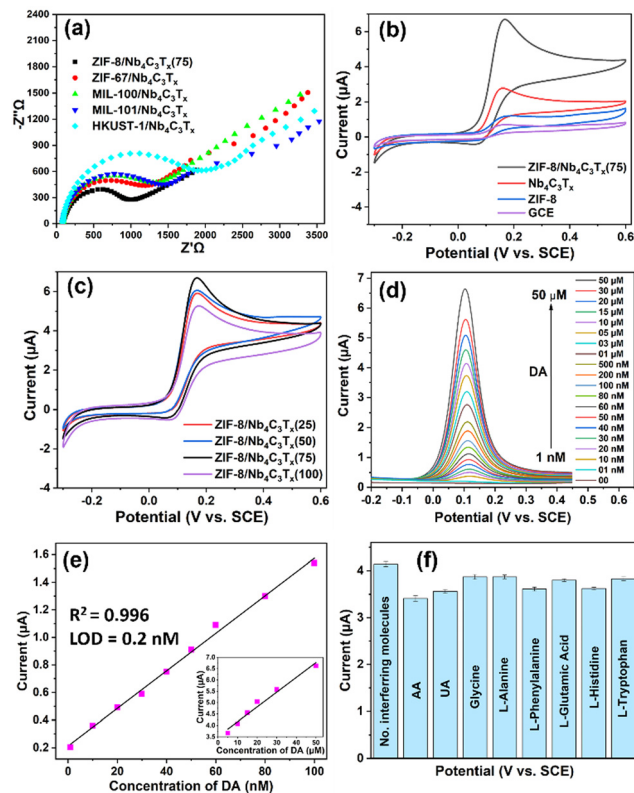 (a)
-Z''Ω
2400
2100
1800
1500
1200
900
600
300
0
ZIF-8/Nb₄C₃Tₓ(75)
ZIF-67/Nb₄C₃Tₓ
MIL-100/Nb₄C₃Tₓ
MIL-101/Nb₄C₃Tₓ
HKUST-1/Nb₄C₃Tₓ
0 500 1000 1500 2000 2500 3000 3500
Z'Ω
(b)
Current (µA)
6
4
2
0
-2
ZIF-8/Nb₄C₃Tₓ(75)
Nb₄C₃Tₓ
ZIF-8
GCE
-0.2 0.0 0.2 0.4 0.6
Potential (V vs. SCE)
(c)
Current (µA)
6
4
2
0
-2
-4
ZIF-8/Nb₄C₃Tₓ(25)
ZIF-8/Nb₄C₃Tₓ(50)
ZIF-8/Nb₄C₃Tₓ(75)
ZIF-8/Nb₄C₃Tₓ(100)
-0.2 0.0 0.2 0.4 0.6
Potential (V vs. SCE)
(d)
Current (µA)
7
6
5
4
3
2
1
0
50 µM
DA
1 nM
50 µM
30 µM
20 µM
15 µM
10 µM
05 µM
03 µM
01 µM
500 nM
200 nM
100 nM
80 nM
60 nM
50 nM
40 nM
30 nM
20 nM
10 nM
01 nM
00
-0.2 -0.1 0.0 0.1 0.2 0.3 0.4
Potential (V vs. SCE)
(e)
Current (µA)
1.6
1.4
1.2
1.0
0.8
0.6
0.4
0.2
R² = 0.996
LOD = 0.2 nM
Current (µA)
7.0
6.5
6.0
5.5
5.0
4.5
4.0
3.5
0 10 20 30 40 50
Concentration of DA (µM)
0 20 40 60 80 100
Concentration of DA (nM)
(f)
Current (µA)
5
4
3
2
1
0
No. interfering molecules
AA
UA
Glycine
L-Alanine
L-Phenylalanine
L-Glutamic Acid
L-Histidine
L-Tryptophan
Potential (V vs. SCE)